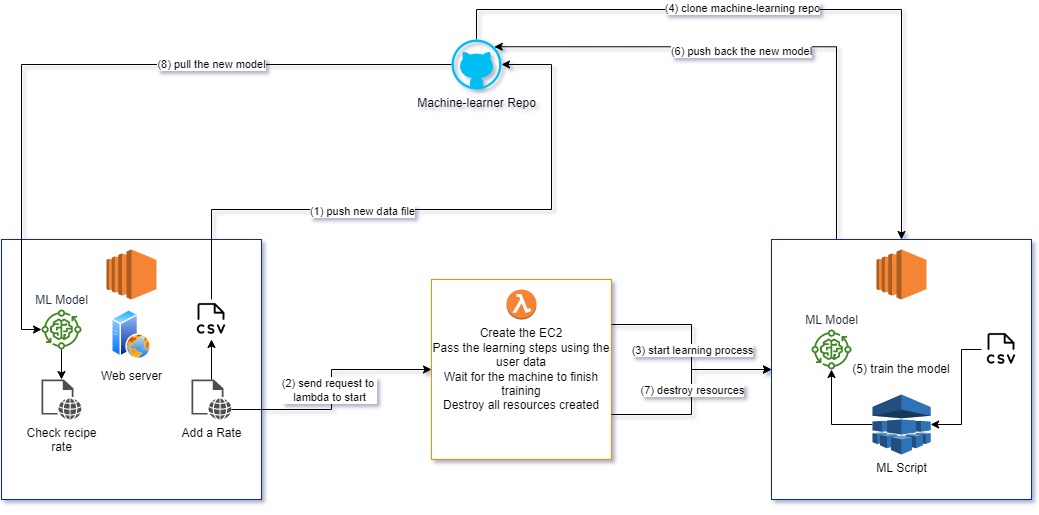 (4) clone machine-learning repo
(6) push back the new model
(8) pull the new model
Machine-learner Repo
(1) push new data file
ML Model
CSV
Web server
Check recipe
rate
Add a Rate
(2) send request to
lambda to start
λ
Create the EC2
Pass the learning steps using the
user data
Wait for the machine to finish
training
Destroy all resources created
(3) start learning process
(7) destroy resources
ML Model
CSV
(5) train the model
ML Script